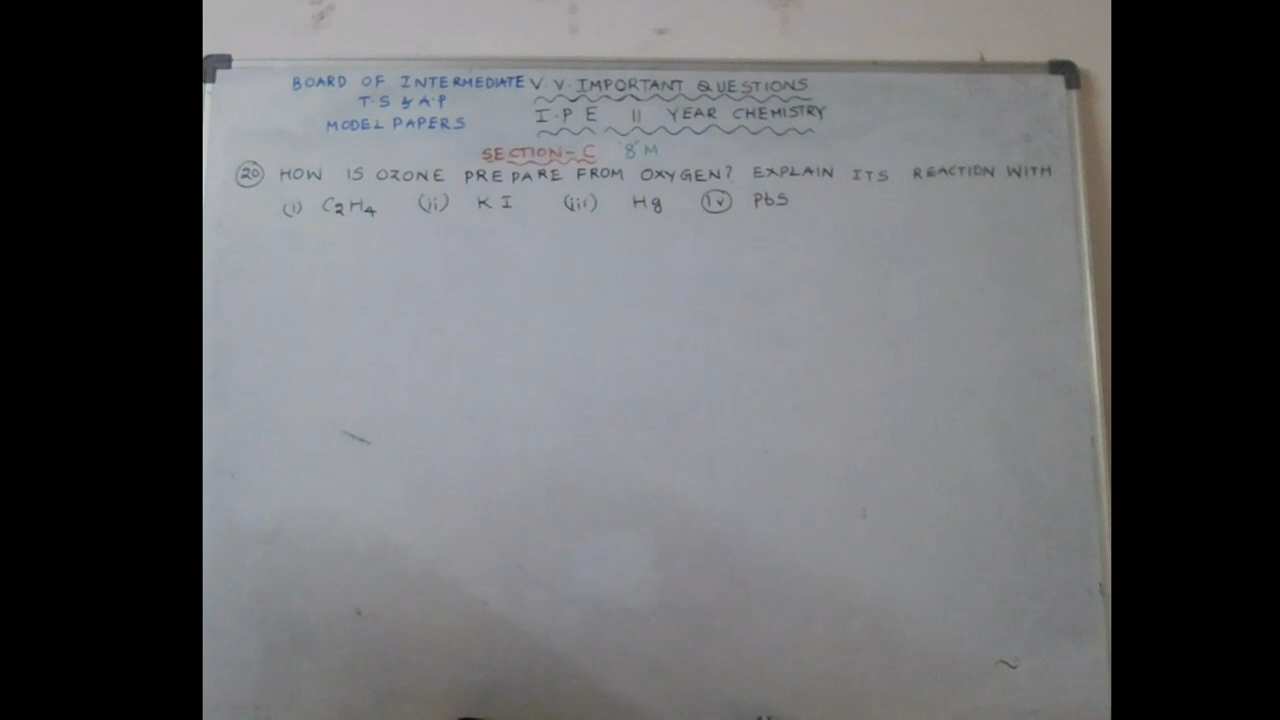 BOARD OF INTERMEDIATE V.V.IMPORTANT QUESTIONS
T.S & A.P
I.P E II YEAR CHEMISTRY
MODEL PAPERS
SECTION-C 8 M
20 HOW IS OZONE PREPARE FROM OXYGEN? EXPLAIN ITS REACTION WITH
(i) C2H4 (ii) KI (iii) Hg (iv) PbS